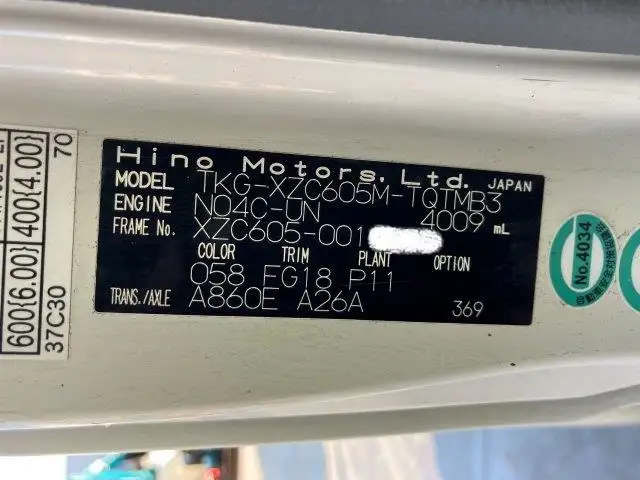 Hino Motors, Ltd. JAPAN
MODEL TKG-XZC605M-TQTMB3
ENGINE N04C-UN 4009 mL
FRAME No. XZC605-001
COLOR TRIM PLANT OPTION
058 FG18 P11
TRANS./AXLE A860E A26A 369
600{6.00} 400{4.00}
37C30 70
No.4034